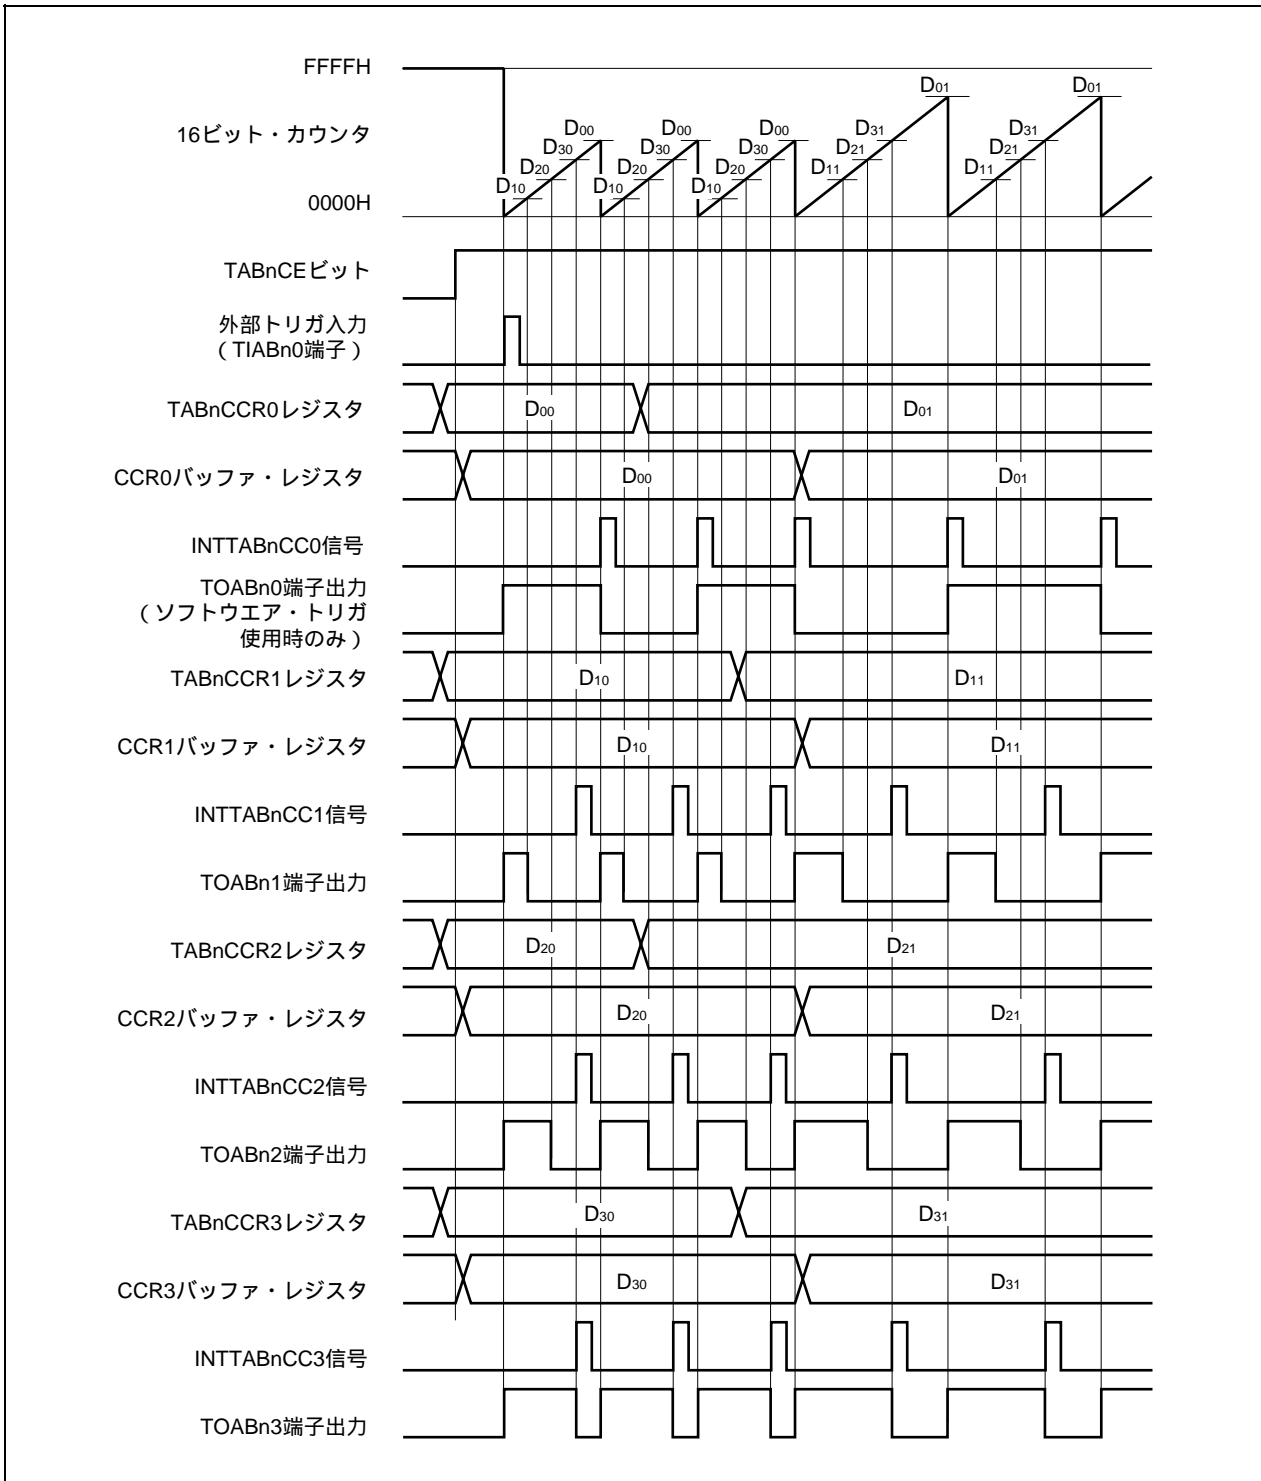 FFFFH
D01 D01
16ビット・カウンタ
D00 D00 D00 D31 D31
D30 D30 D30 D21 D21
D20 D20 D20 D11 D11
D10 D10 D10
0000H
TABnCEビット
外部トリガ入力
（TIABn0端子）
TABnCCR0レジスタ D00 D01
CCR0バッファ・レジスタ D00 D01
INTTABnCC0信号
TOABn0端子出力
（ソフトウエア・トリガ
使用時のみ）
TABnCCR1レジスタ D10 D11
CCR1バッファ・レジスタ D10 D11
INTTABnCC1信号
TOABn1端子出力
TABnCCR2レジスタ D20 D21
CCR2バッファ・レジスタ D20 D21
INTTABnCC2信号
TOABn2端子出力
TABnCCR3レジスタ D30 D31
CCR3バッファ・レジスタ D30 D31
INTTABnCC3信号
TOABn3端子出力